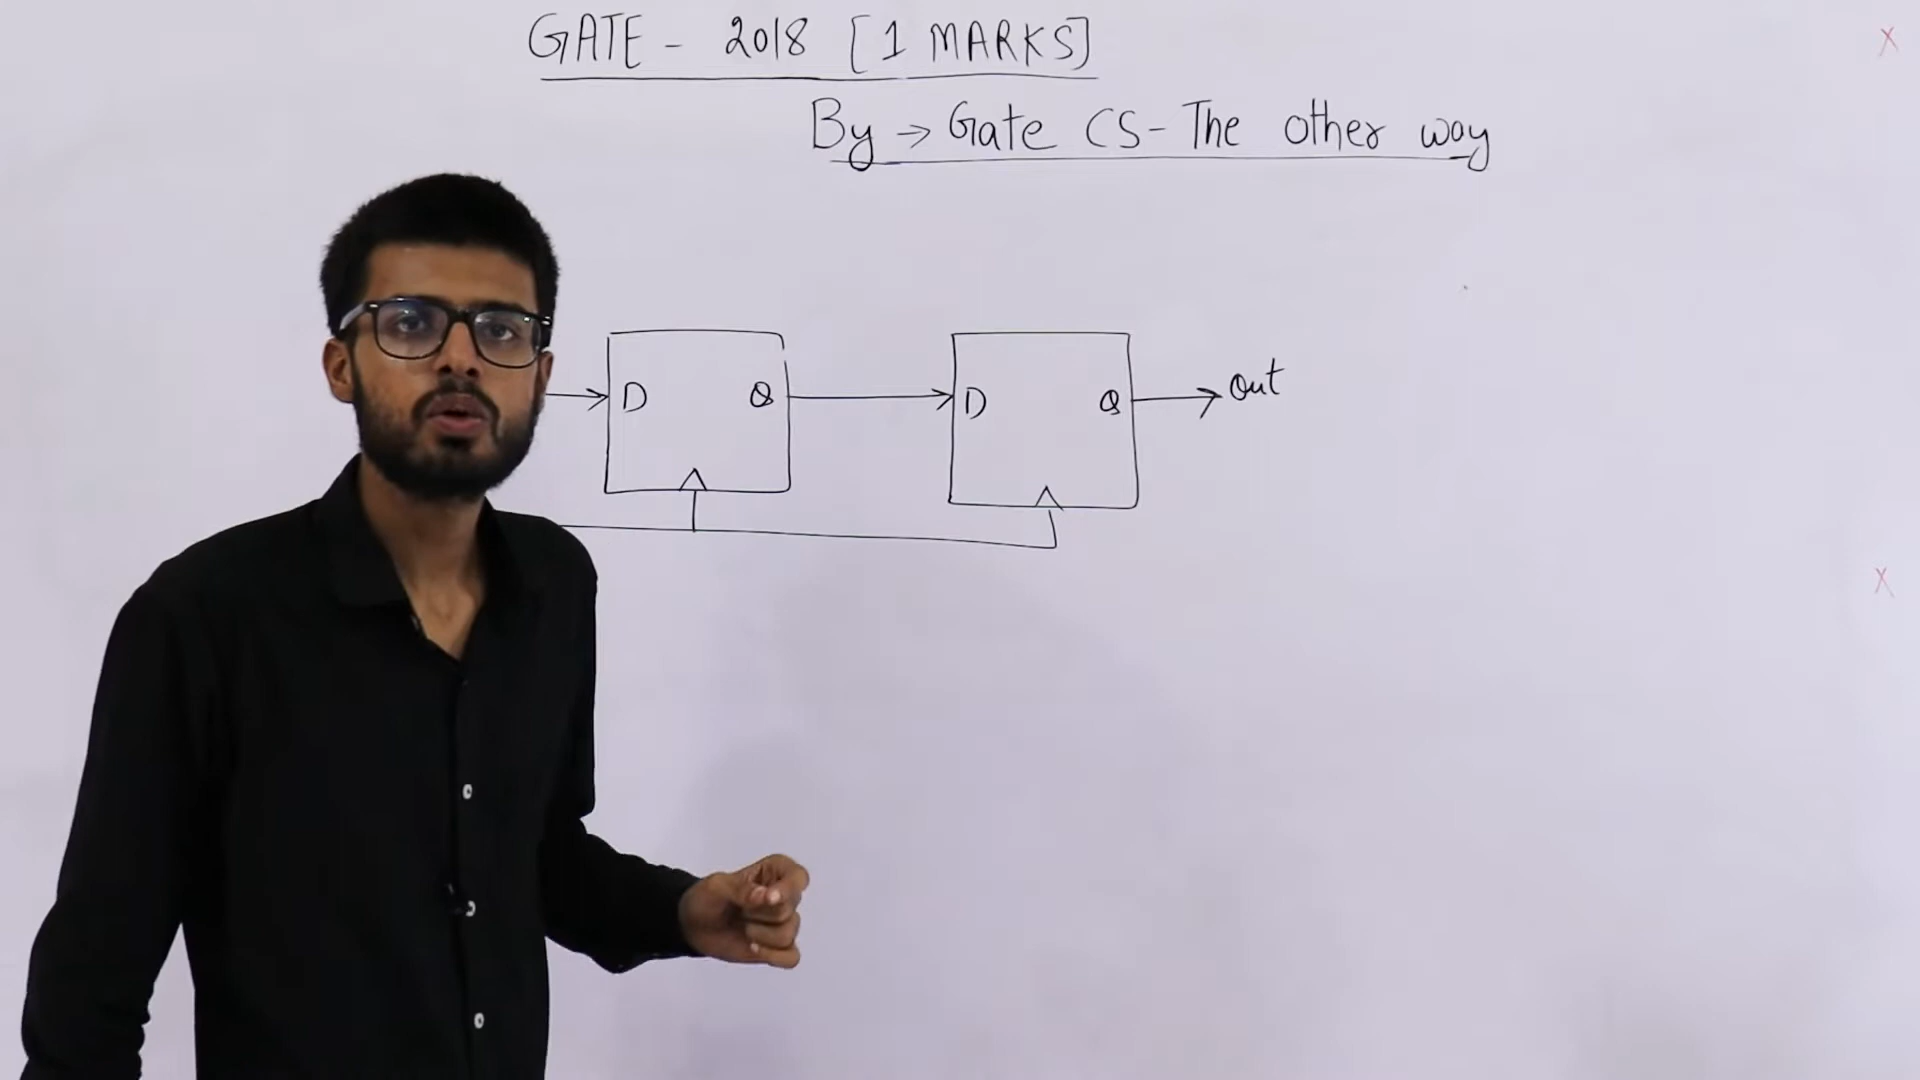 GATE - 2018 [1 MARKS]
By → Gate CS - The other way
D Q D Q out
X
X